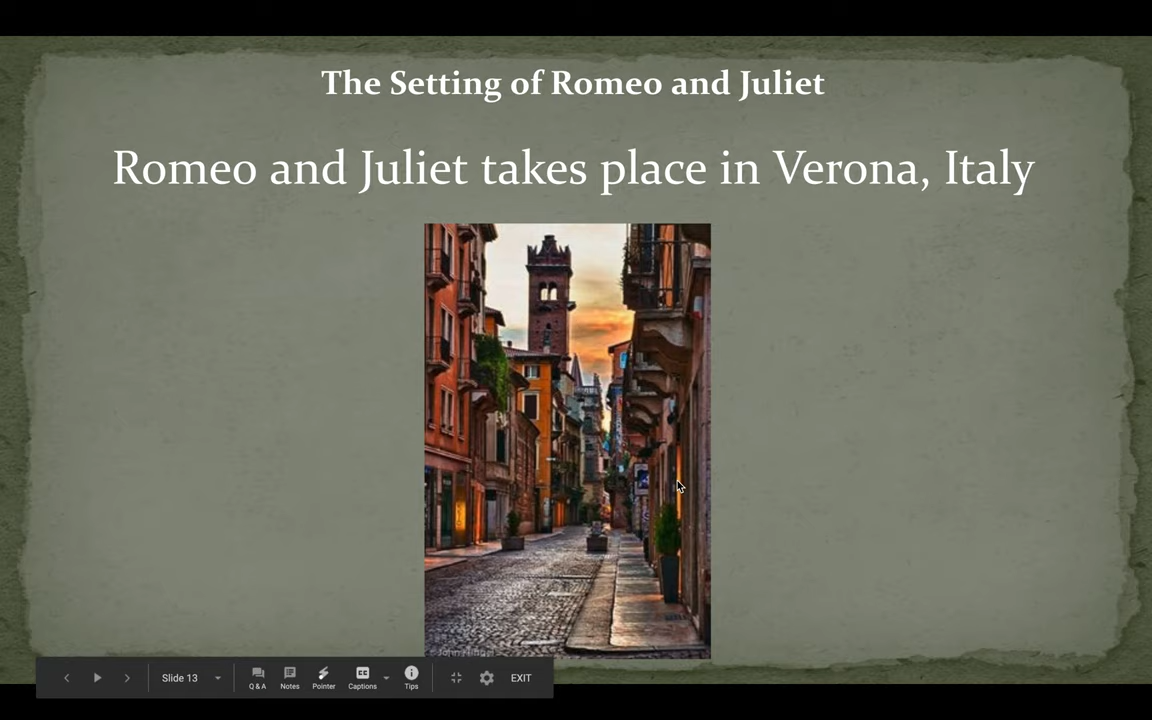 The Setting of Romeo and Juliet
Romeo and Juliet takes place in Verona, Italy
Slide 13
Q & A
Notes
Pointer
Captions
Tips
EXIT